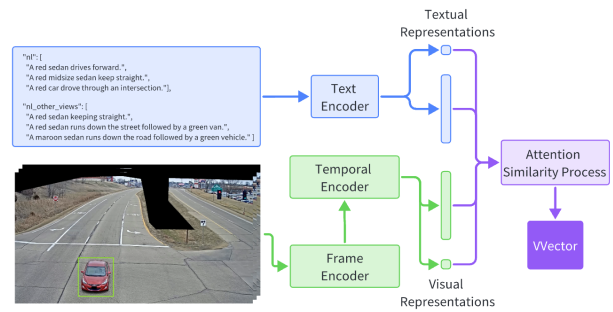 Textual
Representations
"nl": [
"A red sedan drives forward.",
"A red midsize sedan keep straight.",
"A red car drove through an intersection."],
"nl_other_views": [
"A red sedan keeping straight.",
"A red sedan runs down the street followed by a green van.",
"A maroon sedan runs down the road followed by a green vehicle." ]
Text
Encoder
Attention
Similarity Process
Temporal
Encoder
VVector
Frame
Encoder
Visual
Representations